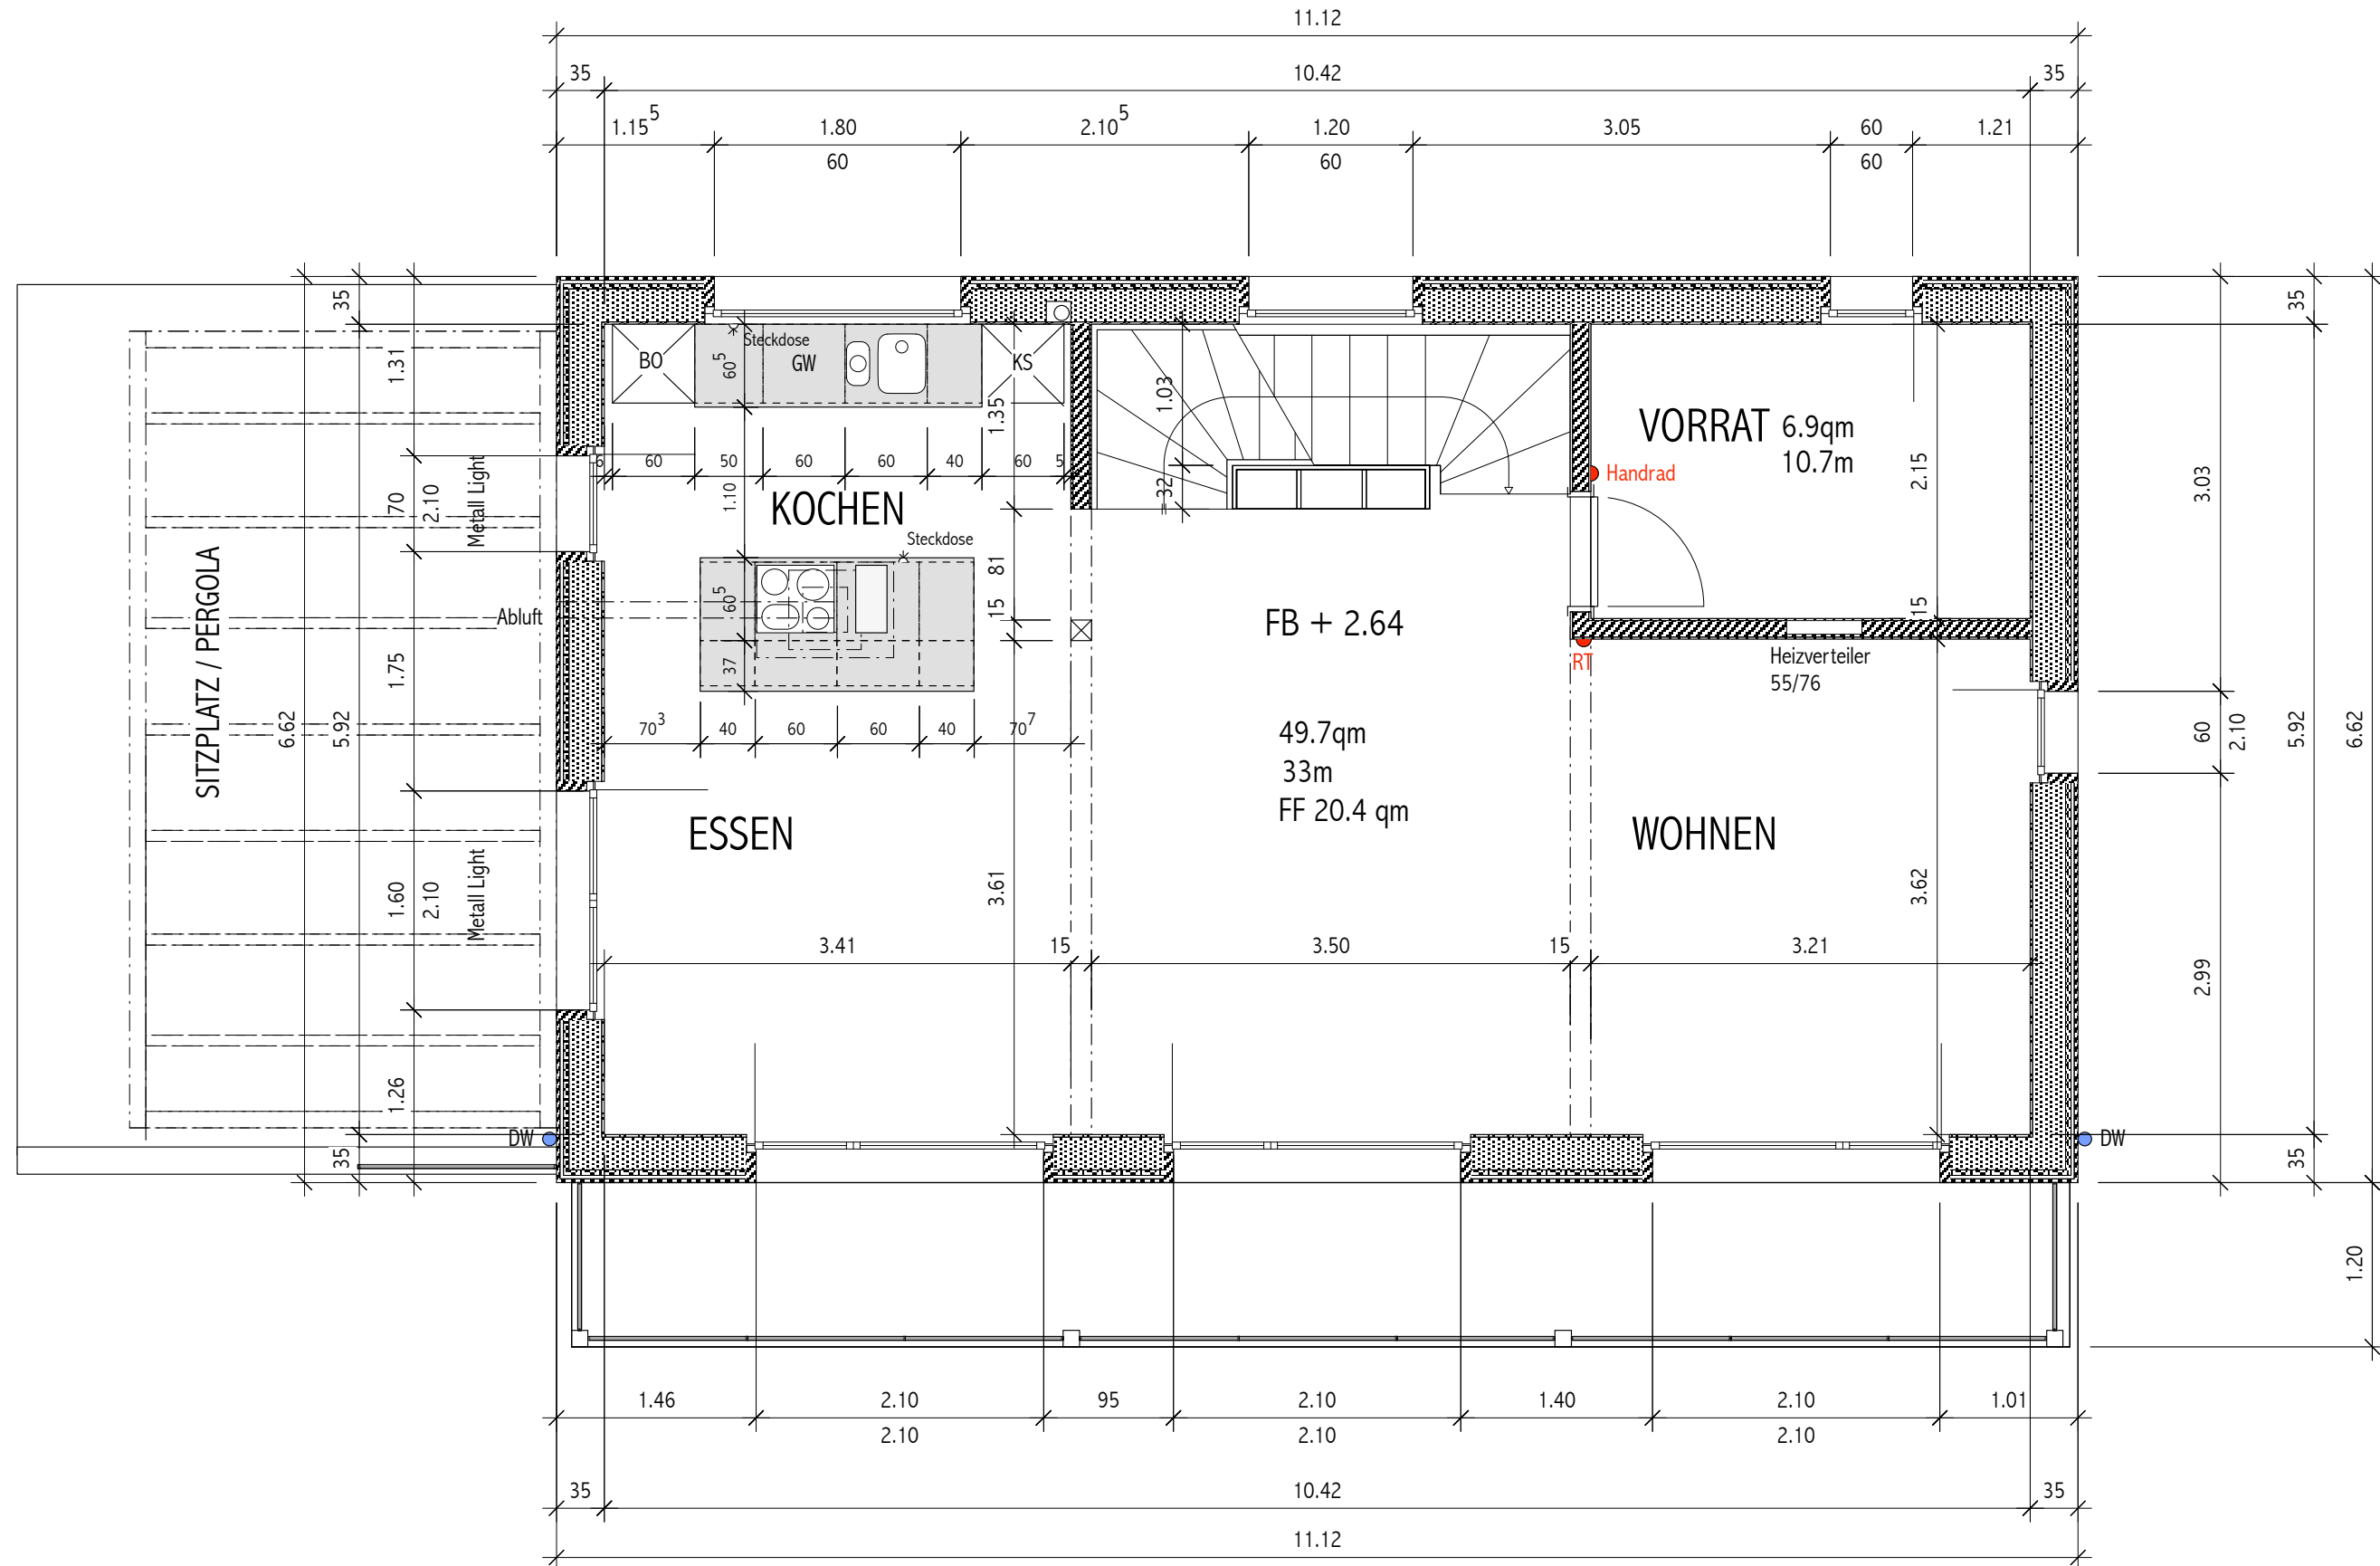 11.12
35 10.42 35
1.15⁵ 1.80 2.10⁵ 1.20 3.05 60 1.21
60 60 60
35
35
1.31
Steckdose
60⁵
BO
GW
KS
1.03
1.35
VORRAT 6.9qm
10.7m
Handrad
2.15
3.03
70
2.10
Metall Light
6 60 50 60 60 40 60 5
32
1.10
KOCHEN
Steckdose
SITZPLATZ / PERGOLA
Abluft
60⁵
81
15
FB + 2.64
15
RT
Heizverteiler
55/76
37
1.75
6.62
5.92
70³ 40 60 60 40 70⁷
49.7qm
33m
FF 20.4 qm
60
2.10
5.92
6.62
ESSEN
WOHNEN
1.60
2.10
Metall Light
3.61
3.62
3.41 15 3.50 15 3.21
2.99
1.26
DW
DW
35
35
1.20
1.46 2.10 95 2.10 1.40 2.10 1.01
2.10 2.10 2.10
35 10.42 35
11.12